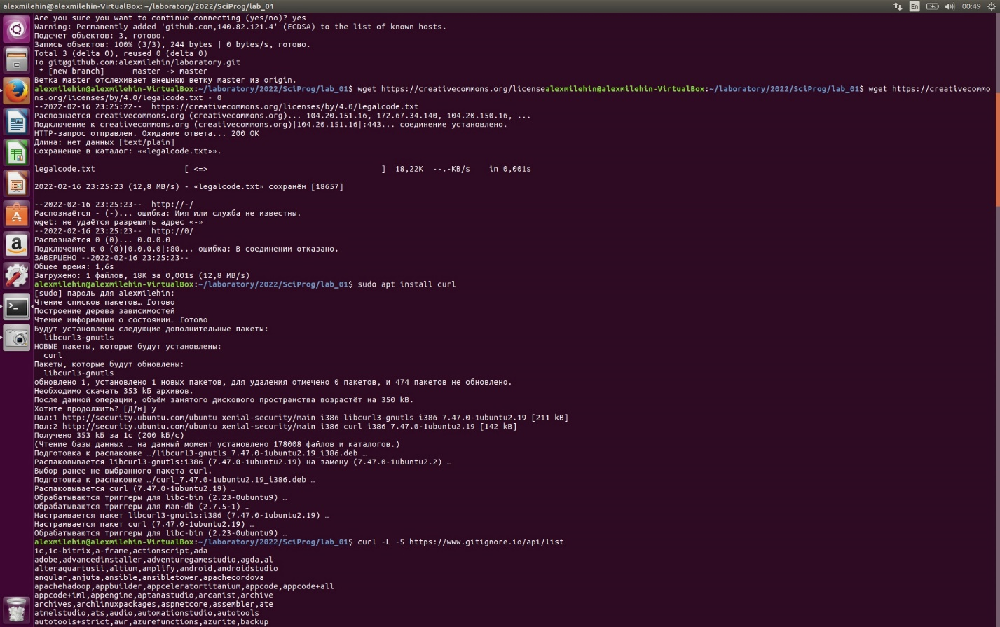 alexmilehin@alexmilehin-VirtualBox: ~/laboratory/2022/SciProg/lab_01
En
00:49
Are you sure you want to continue connecting (yes/no)? yes
Warning: Permanently added 'github.com,140.82.121.4' (ECDSA) to the list of known hosts.
Подсчет объектов: 3, готово.
Запись объектов: 100% (3/3), 244 bytes | 0 bytes/s, готово.
Total 3 (delta 0), reused 0 (delta 0)
To git@github.com:alexmilehin/laboratory.git
 * [new branch]      master -> master
Ветка master отслеживает внешнюю ветку master из origin.
alexmilehin@alexmilehin-VirtualBox:~/laboratory/2022/SciProg/lab_01$ wget https://creativecommons.org/licensealexmilehin@alexmilehin-VirtualBox:~/laboratory/2022/SciProg/lab_01$ wget https://creativecommo
ns.org/licenses/by/4.0/legalcode.txt - 0
--2022-02-16 23:25:22--  https://creativecommons.org/licenses/by/4.0/legalcode.txt
Распознаётся creativecommons.org (creativecommons.org)... 104.20.151.16, 172.67.34.140, 104.20.150.16, ...
Подключение к creativecommons.org (creativecommons.org)|104.20.151.16|:443... соединение установлено.
HTTP-запрос отправлен. Ожидание ответа... 200 OK
Длина: нет данных [text/plain]
Сохранение в каталог: ««legalcode.txt»».
legalcode.txt                   [ <=>                                     ]  18,22K  --.-KB/s    in 0,001s
2022-02-16 23:25:23 (12,8 MB/s) - «legalcode.txt» сохранён [18657]
--2022-02-16 23:25:23--  http://-/
Распознаётся - (-)... ошибка: Имя или служба не известны.
wget: не удаётся разрешить адрес «-»
--2022-02-16 23:25:23--  http://0/
Распознаётся 0 (0)... 0.0.0.0
Подключение к 0 (0)|0.0.0.0|:80... ошибка: В соединении отказано.
ЗАВЕРШЕНО --2022-02-16 23:25:23--
Общее время: 1,6s
Загружено: 1 файлов, 18K за 0,001s (12,8 MB/s)
alexmilehin@alexmilehin-VirtualBox:~/laboratory/2022/SciProg/lab_01$ sudo apt install curl
[sudo] пароль для alexmilehin:
Чтение списков пакетов… Готово
Построение дерева зависимостей
Чтение информации о состоянии… Готово
Будут установлены следующие дополнительные пакеты:
  libcurl3-gnutls
НОВЫЕ пакеты, которые будут установлены:
  curl
Пакеты, которые будут обновлены:
  libcurl3-gnutls
обновлено 1, установлено 1 новых пакетов, для удаления отмечено 0 пакетов, и 474 пакетов не обновлено.
Необходимо скачать 353 kБ архивов.
После данной операции, объём занятого дискового пространства возрастёт на 350 kB.
Хотите продолжить? [Д/н] y
Пол:1 http://security.ubuntu.com/ubuntu xenial-security/main i386 libcurl3-gnutls i386 7.47.0-1ubuntu2.19 [211 kB]
Пол:2 http://security.ubuntu.com/ubuntu xenial-security/main i386 curl i386 7.47.0-1ubuntu2.19 [142 kB]
Получено 353 kБ за 1с (200 kБ/c)
(Чтение базы данных … на данный момент установлено 178008 файлов и каталогов.)
Подготовка к распаковке …/libcurl3-gnutls_7.47.0-1ubuntu2.19_i386.deb …
Распаковывается libcurl3-gnutls:i386 (7.47.0-1ubuntu2.19) на замену (7.47.0-1ubuntu2.2) …
Выбор ранее не выбранного пакета curl.
Подготовка к распаковке …/curl_7.47.0-1ubuntu2.19_i386.deb …
Распаковывается curl (7.47.0-1ubuntu2.19) …
Обрабатываются триггеры для libc-bin (2.23-0ubuntu9) …
Обрабатываются триггеры для man-db (2.7.5-1) …
Настраивается пакет libcurl3-gnutls:i386 (7.47.0-1ubuntu2.19) …
Настраивается пакет curl (7.47.0-1ubuntu2.19) …
Обрабатываются триггеры для libc-bin (2.23-0ubuntu9) …
alexmilehin@alexmilehin-VirtualBox:~/laboratory/2022/SciProg/lab_01$ curl -L -S https://www.gitignore.io/api/list
1c,1c-bitrix,a-frame,actionscript,ada
adobe,advancedinstaller,adventuregamestudio,agda,al
alteraquartusii,altium,amplify,android,androidstudio
angular,anjuta,ansible,ansibletower,apachecordova
apachehadoop,appbuilder,appceleratortitanium,appcode,appcode+all
appcode+iml,appengine,aptanastudio,arcanist,archive
archives,archlinuxpackages,aspnetcore,assembler,ate
atmelstudio,ats,audio,automationstudio,autotools
autotools+strict,awr,azurefunctions,azurite,backup